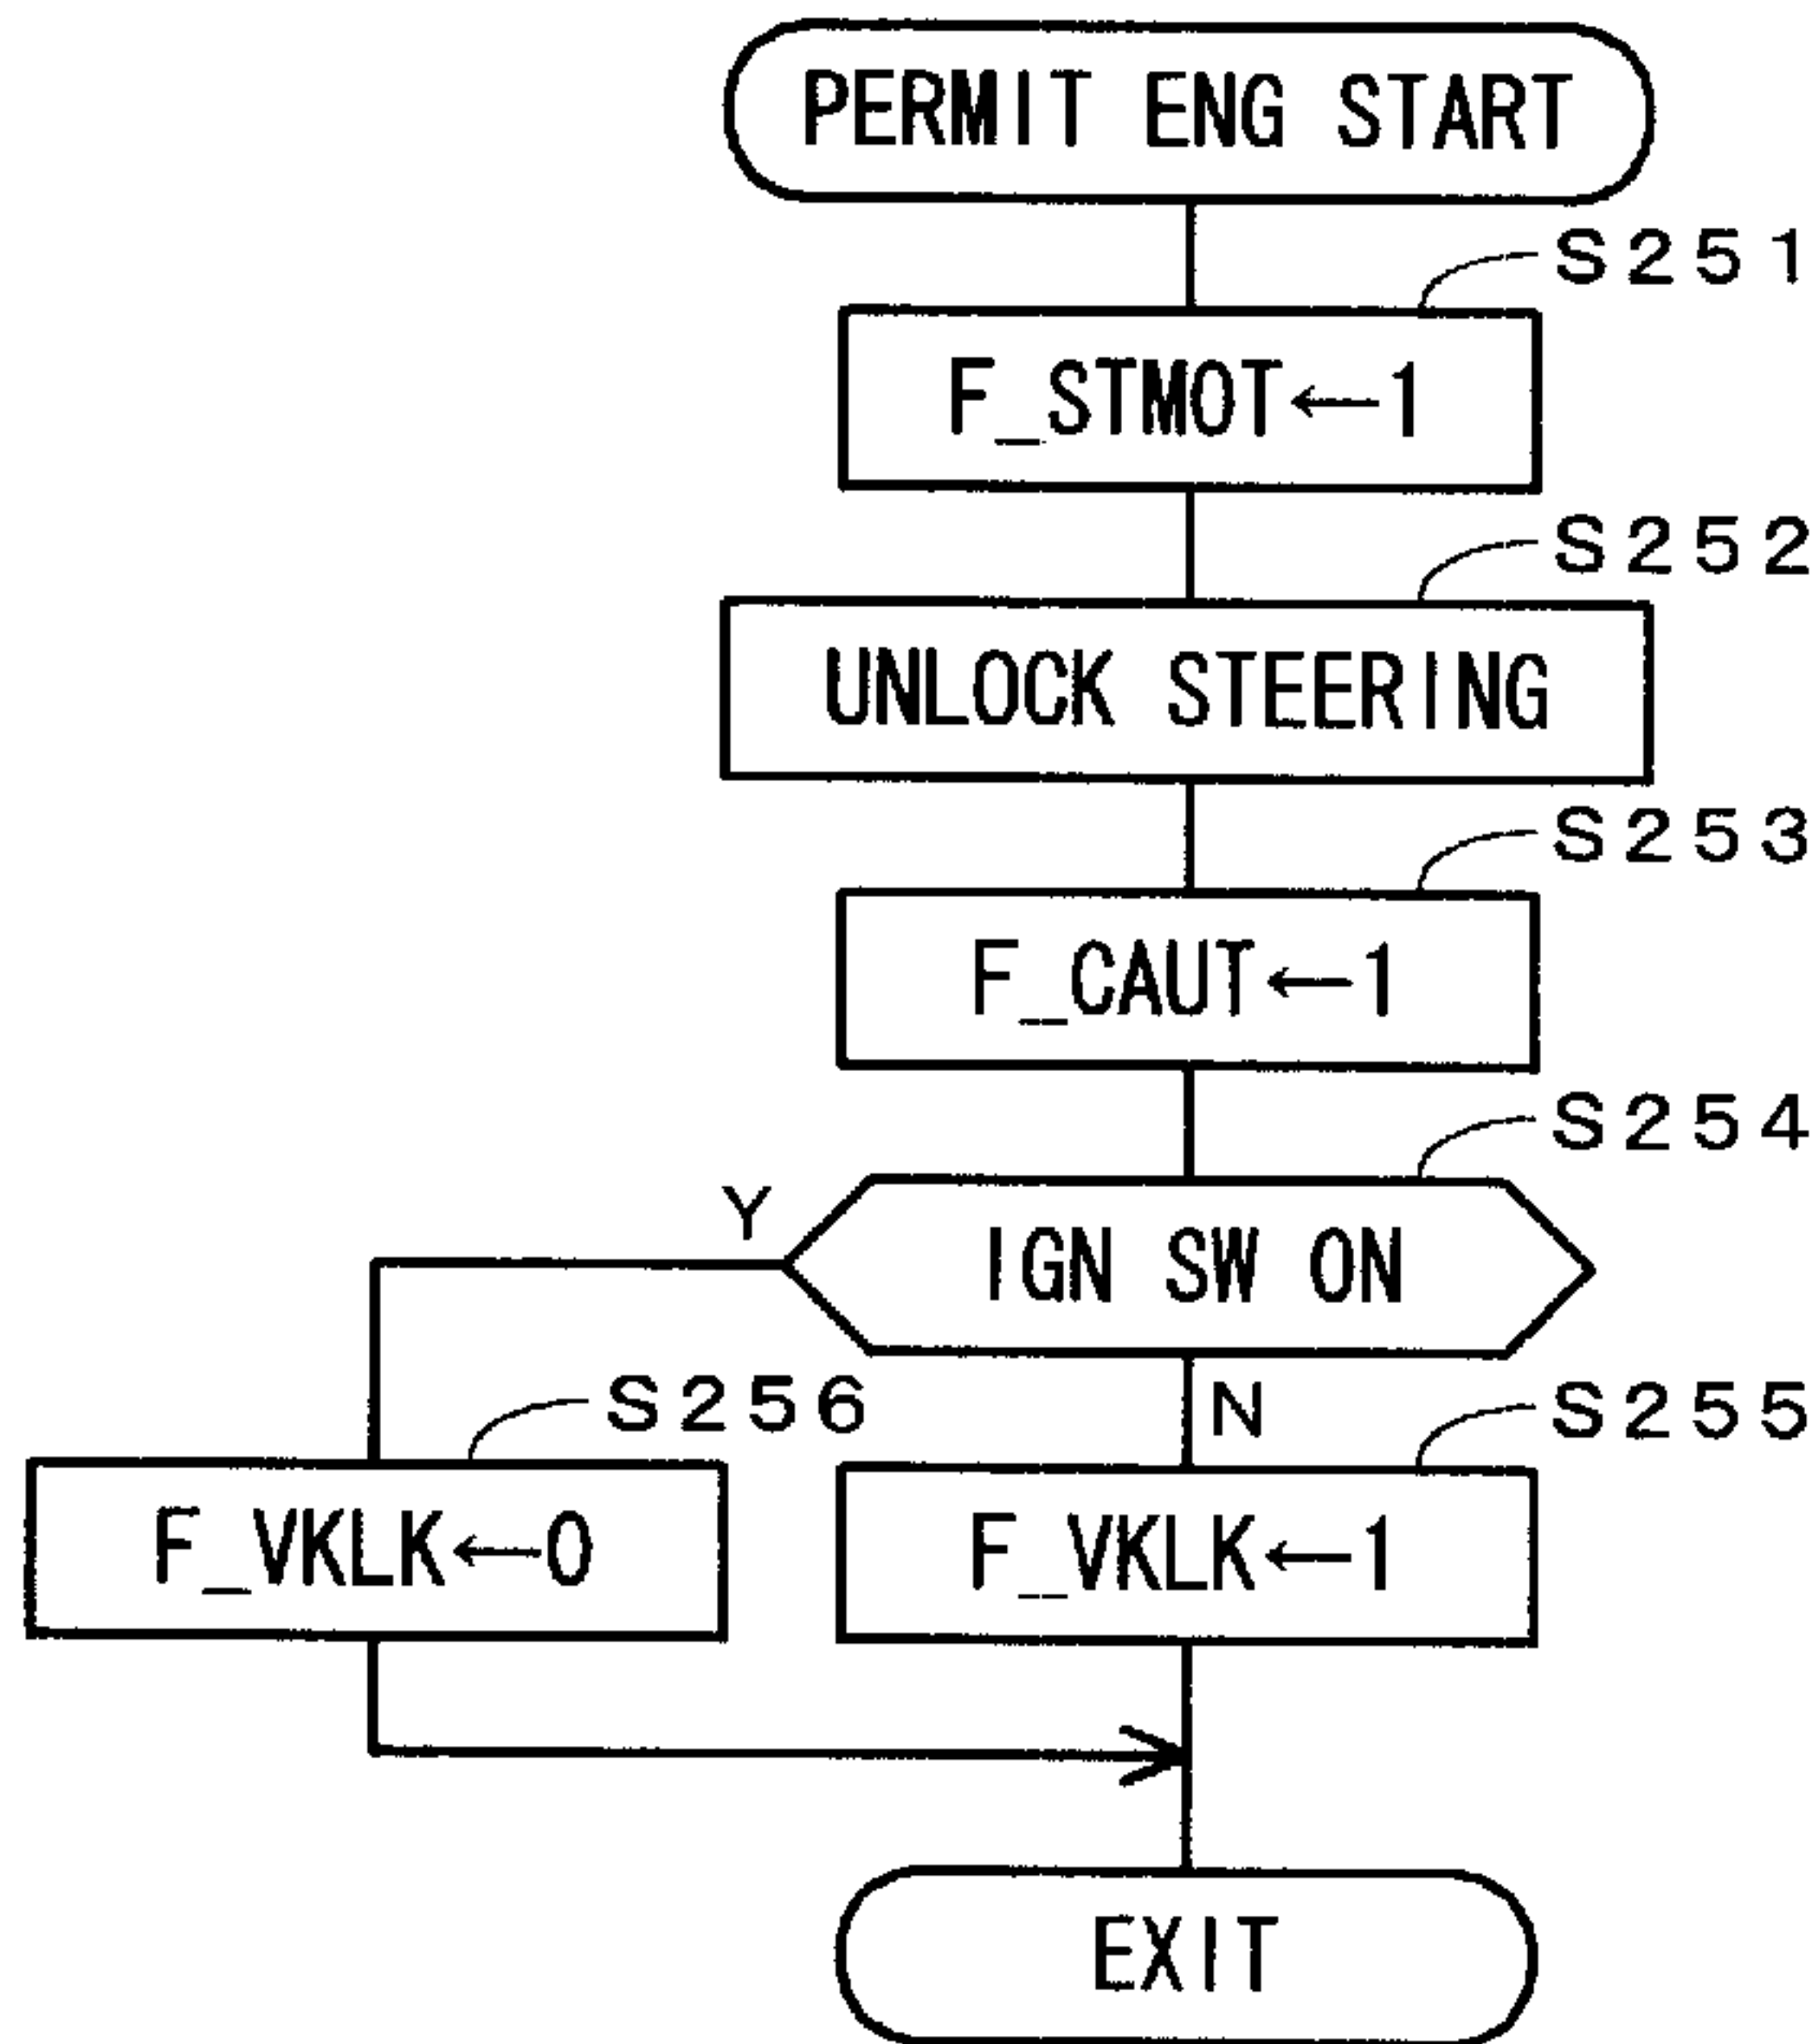 PERMIT ENG START
S251
F_STMOT←1
S252
UNLOCK STEERING
S253
F_CAUT←1
S254
Y
IGN SW ON
S256
N
S255
F_VKLK←0
F_VKLK←1
EXIT